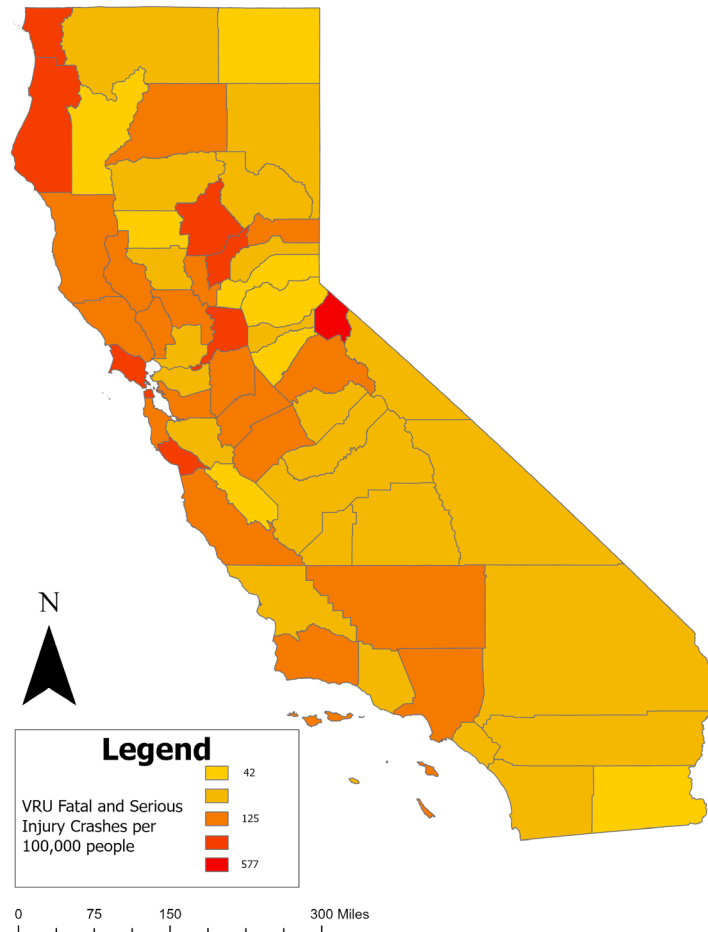 N
Legend
VRU Fatal and Serious
Injury Crashes per
100,000 people
42
125
577
0 75 150 300 Miles